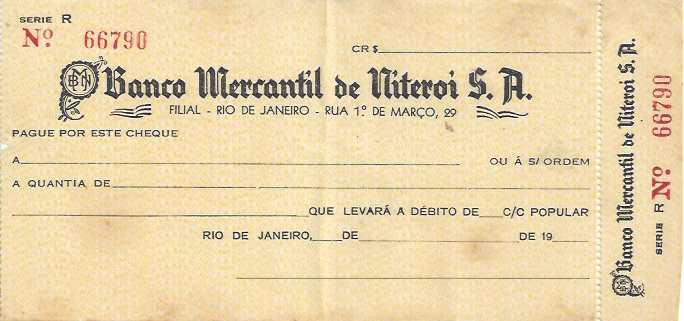 SERIE R
Nº 66790
CR$
BMN
Banco Mercantil de Niteroi S. A.
FILIAL - RIO DE JANEIRO - RUA 1.º DE MARÇO, 29
PAGUE POR ESTE CHEQUE
A OU Á S/ ORDEM
A QUANTIA DE
QUE LEVARÁ A DÉBITO DE C/C POPULAR
RIO DE JANEIRO, DE DE 19
Banco Mercantil de Niteroi S. A.
SERIE R Nº 66790